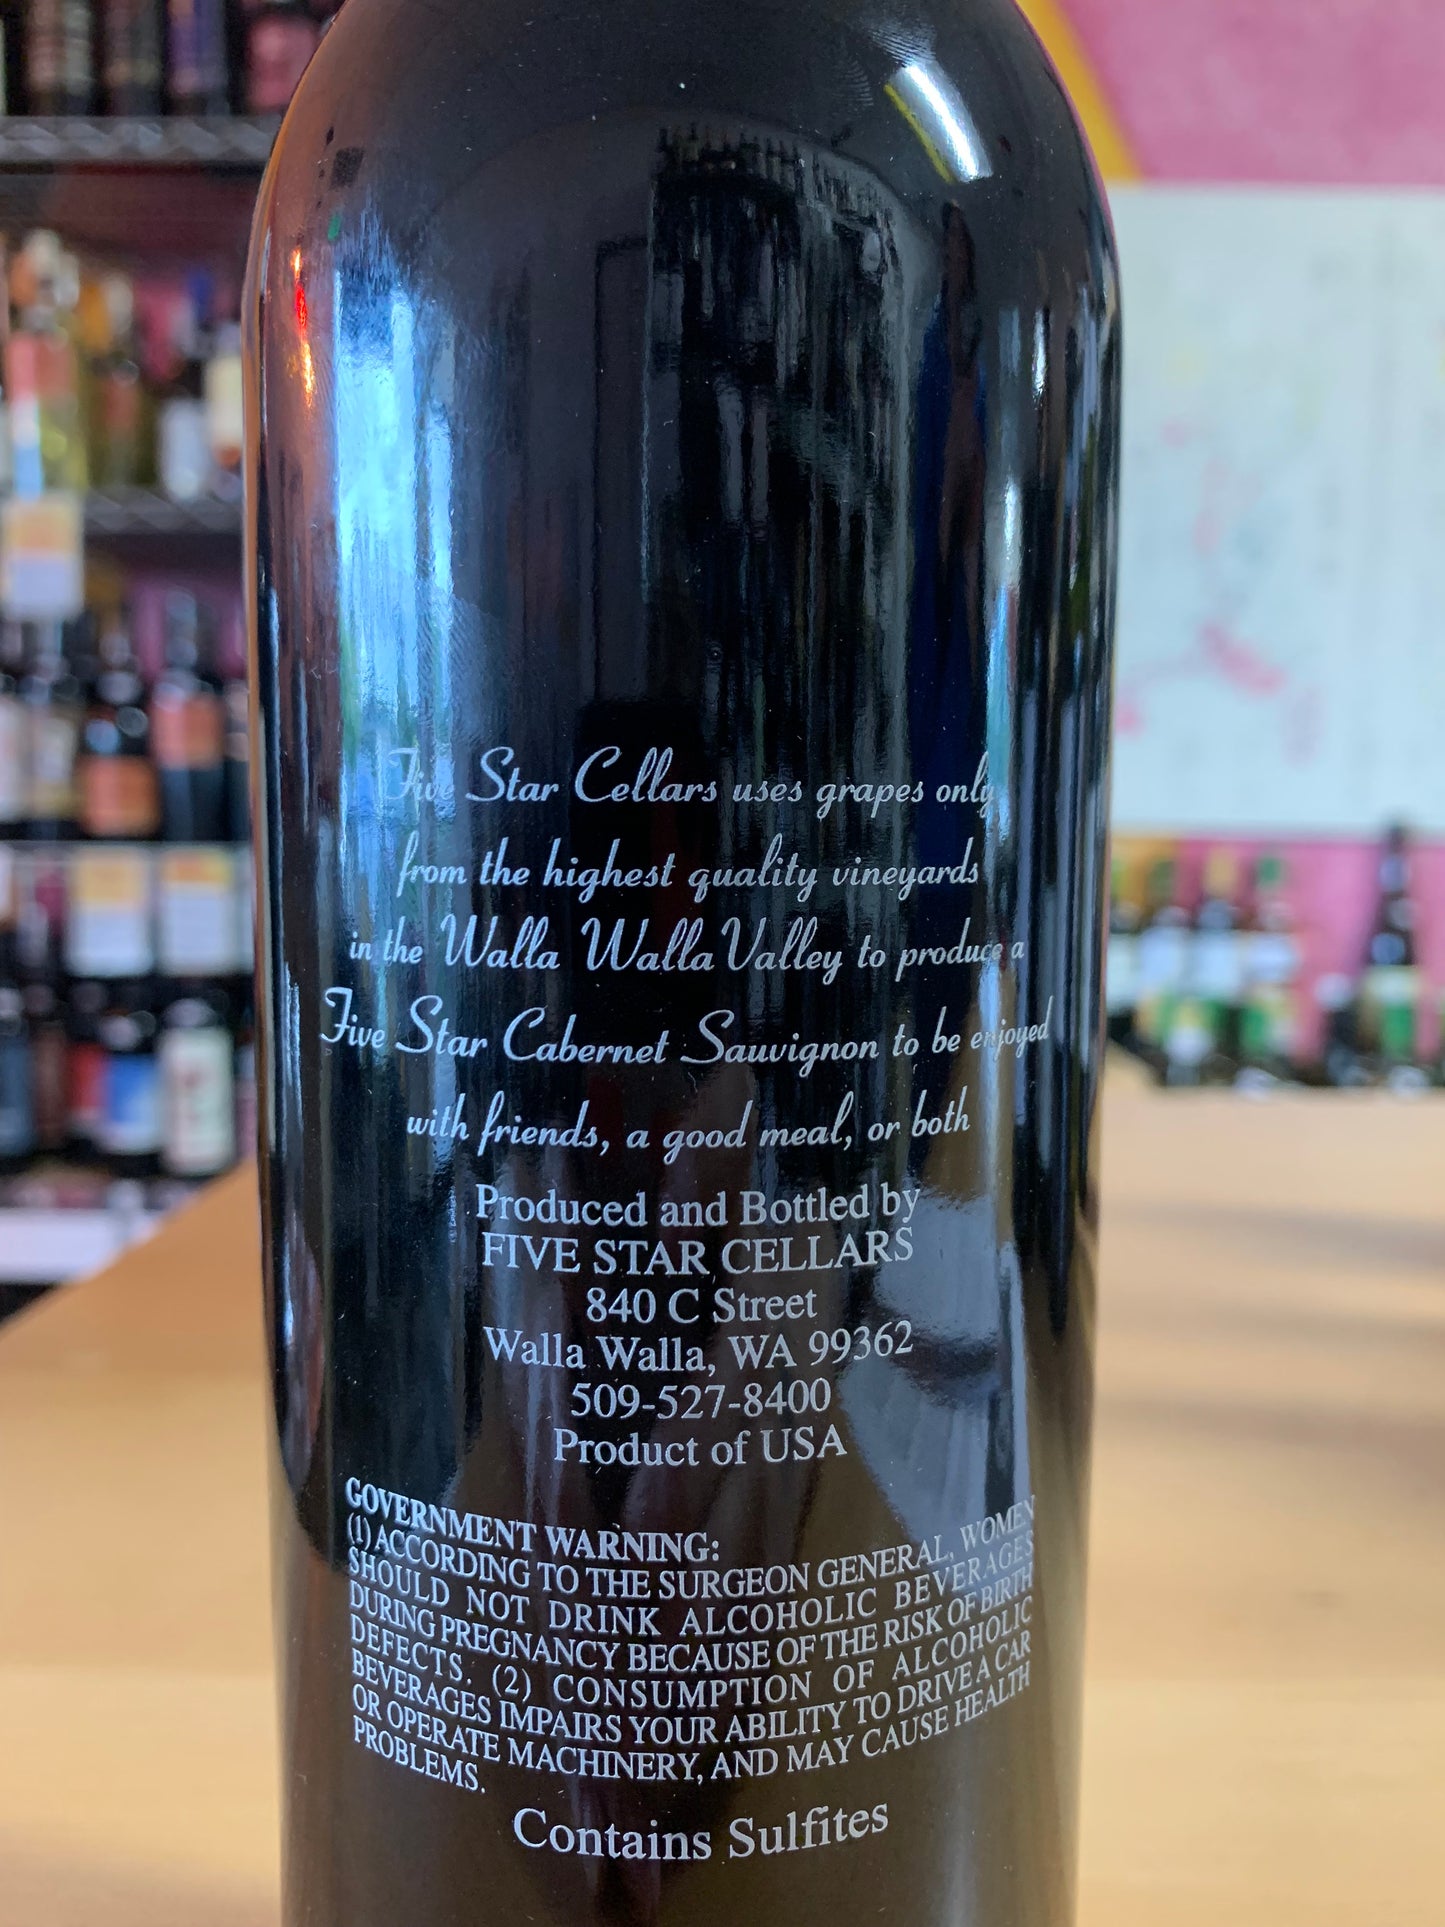 Five Star Cellars uses grapes only
from the highest quality vineyards
in the Walla Walla Valley to produce a
Five Star Cabernet Sauvignon to be enjoyed
with friends, a good meal, or both
Produced and Bottled by
FIVE STAR CELLARS
840 C Street
Walla Walla, WA 99362
509-527-8400
Product of USA
GOVERNMENT WARNING:
(1) ACCORDING TO THE SURGEON GENERAL, WOMEN
SHOULD NOT DRINK ALCOHOLIC BEVERAGES
DURING PREGNANCY BECAUSE OF THE RISK OF BIRTH
DEFECTS. (2) CONSUMPTION OF ALCOHOLIC
BEVERAGES IMPAIRS YOUR ABILITY TO DRIVE A CAR
OR OPERATE MACHINERY, AND MAY CAUSE HEALTH
PROBLEMS.
Contains Sulfites